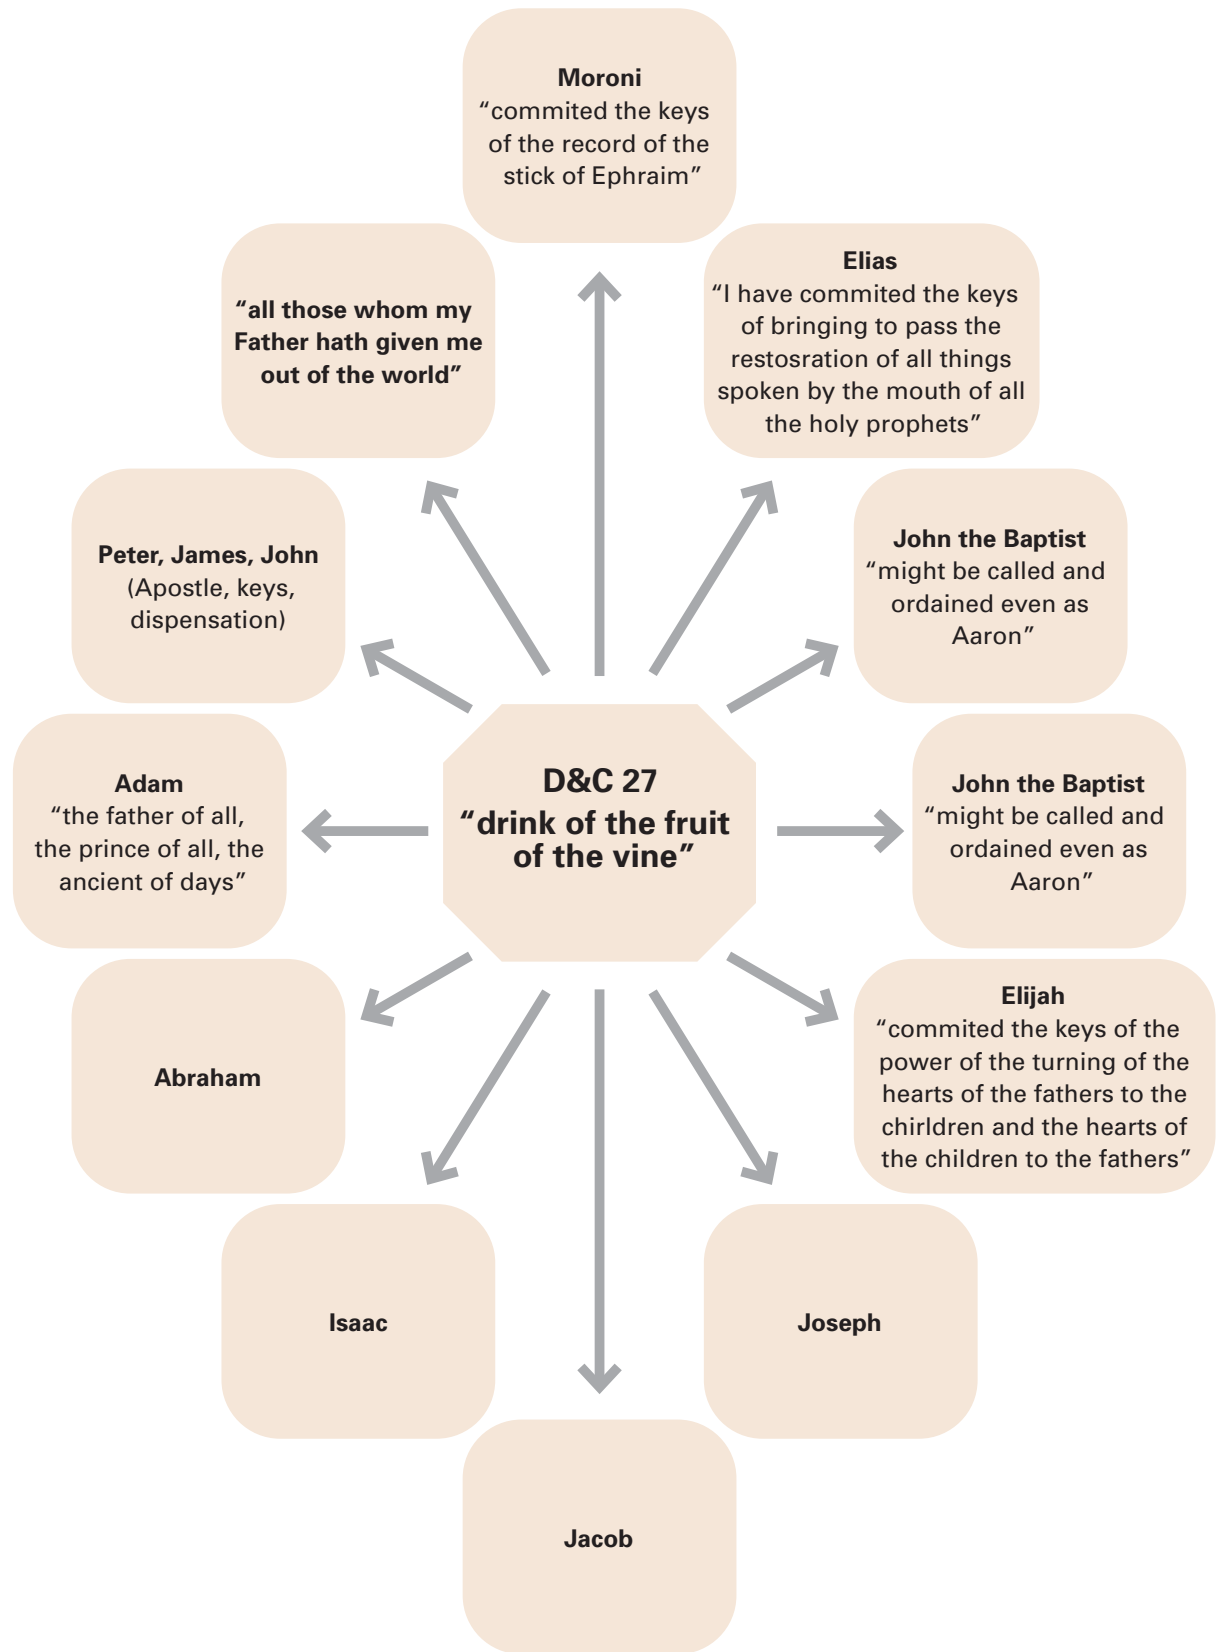 Moroni
“commited the keys
of the record of the
stick of Ephraim”
Elias
“I have commited the keys
of bringing to pass the
restosration of all things
spoken by the mouth of all
the holy prophets”
John the Baptist
“might be called and
ordained even as
Aaron”
John the Baptist
“might be called and
ordained even as
Aaron”
Elijah
“commited the keys of the
power of the turning of the
hearts of the fathers to the
chirldren and the hearts of
the children to the fathers”
Joseph
Jacob
Isaac
Abraham
Adam
“the father of all,
the prince of all, the
ancient of days”
Peter, James, John
(Apostle, keys,
dispensation)
“all those whom my
Father hath given me
out of the world”
D&C 27
“drink of the fruit
of the vine”